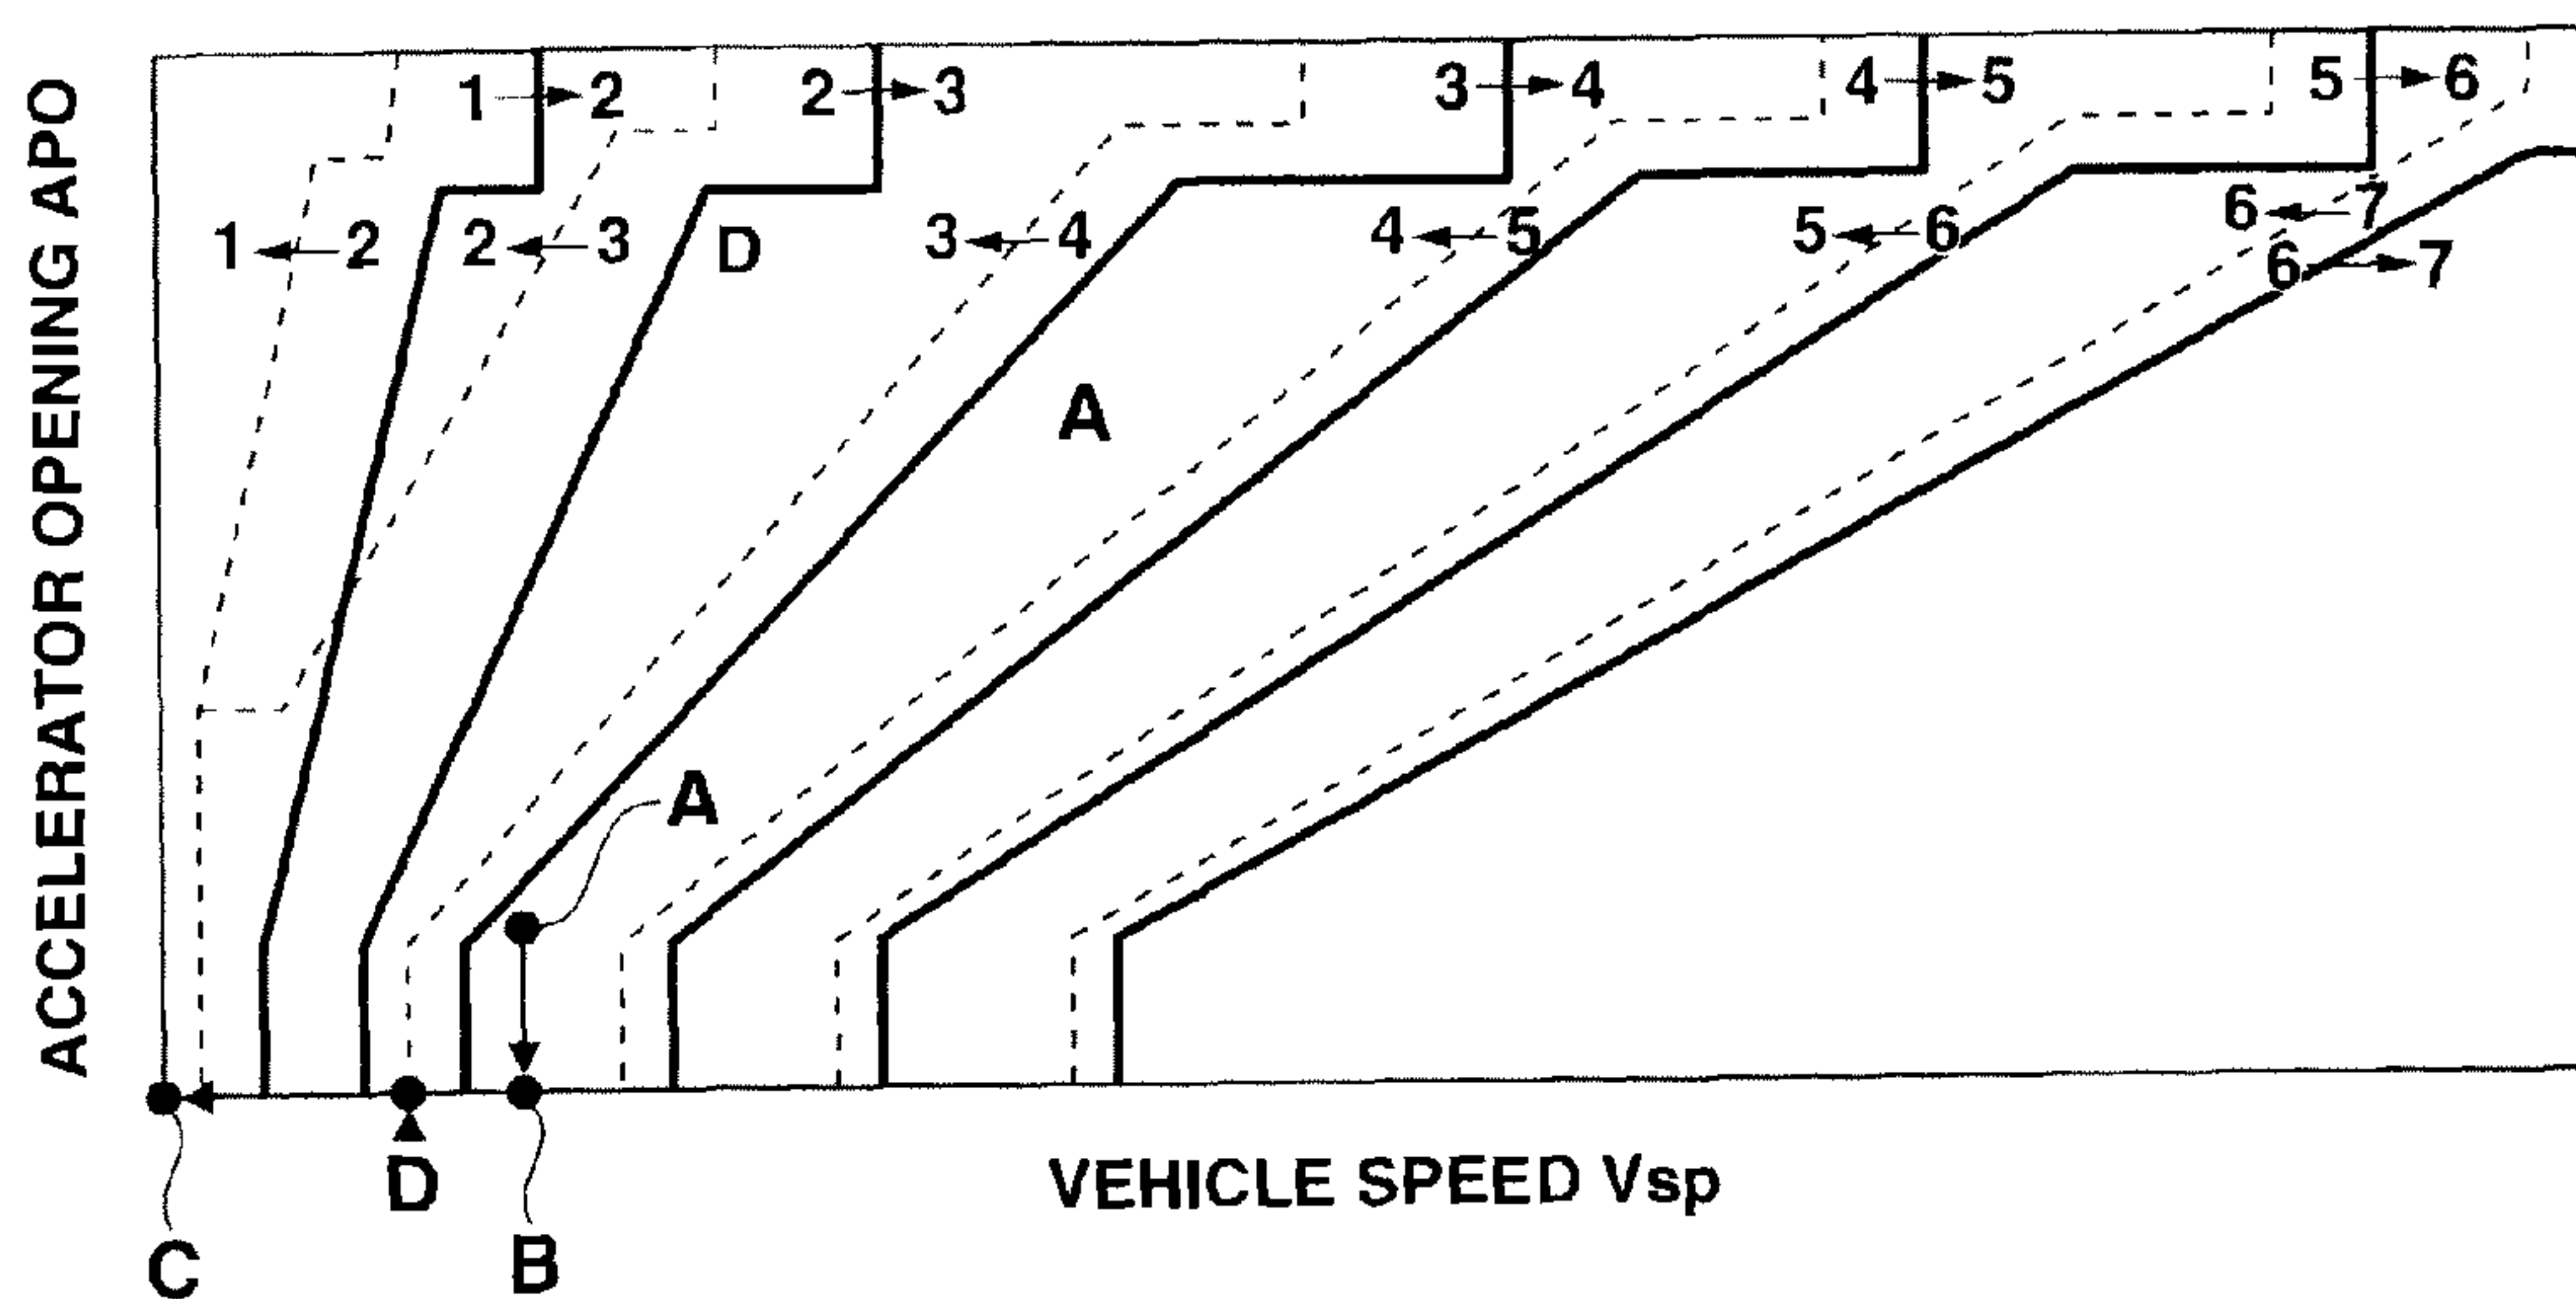 ACCELERATOR OPENING APO
1→2
2→3
3→4
4→5
5→6
1←2
2←3
D
3←4
4←5
5←6
6←7
6→7
A
A
D
C
B
VEHICLE SPEED Vsp